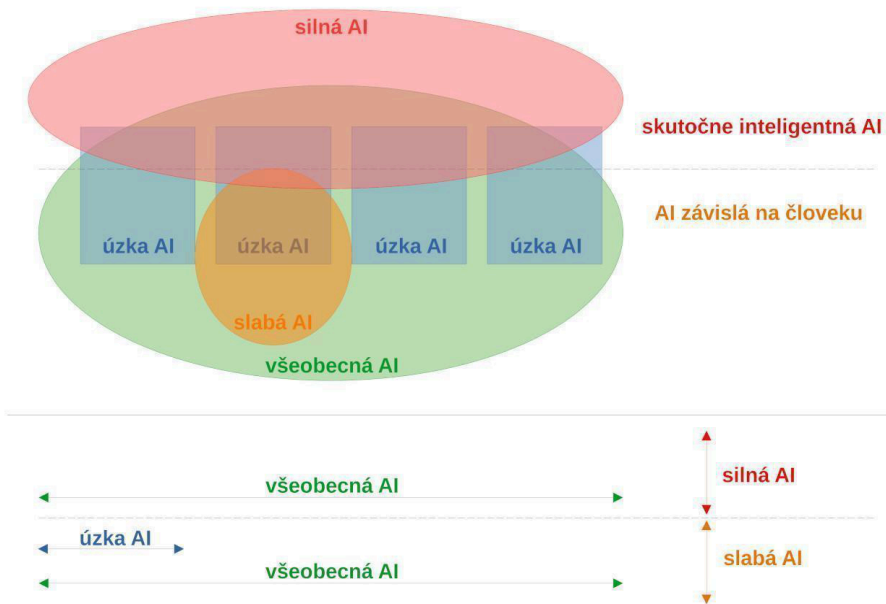 silná AI
skutočne inteligentná AI
AI závislá na človeku
úzka AI
úzka AI
úzka AI
úzka AI
slabá AI
všeobecná AI
všeobecná AI
silná AI
úzka AI
slabá AI
všeobecná AI